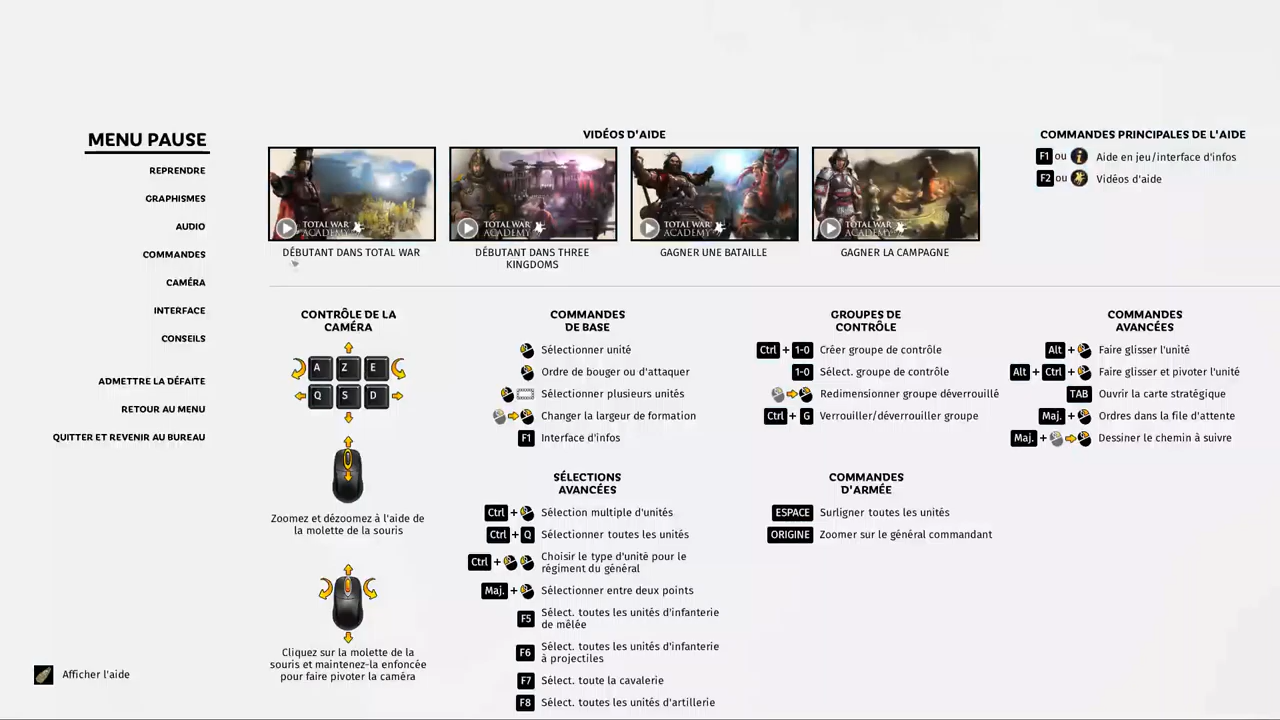 MENU PAUSE
REPRENDRE
GRAPHISMES
AUDIO
COMMANDES
CAMÉRA
INTERFACE
CONSEILS
ADMETTRE LA DÉFAITE
RETOUR AU MENU
QUITTER ET REVENIR AU BUREAU
Afficher l'aide
VIDÉOS D'AIDE
TOTAL WAR
ACADEMY
DÉBUTANT DANS TOTAL WAR
TOTAL WAR
ACADEMY
DÉBUTANT DANS THREE
KINGDOMS
TOTAL WAR
ACADEMY
GAGNER UNE BATAILLE
TOTAL WAR
ACADEMY
GAGNER LA CAMPAGNE
COMMANDES PRINCIPALES DE L'AIDE
F1 ou Aide en jeu/interface d'infos
F2 ou Vidéos d'aide
CONTRÔLE DE LA
CAMÉRA
A Z E
Q S D
Zoomez et dézoomez à l'aide de
la molette de la souris
Cliquez sur la molette de la
souris et maintenez-la enfoncée
pour faire pivoter la caméra
COMMANDES
DE BASE
Sélectionner unité
Ordre de bouger ou d'attaquer
Sélectionner plusieurs unités
Changer la largeur de formation
F1 Interface d'infos
SÉLECTIONS
AVANCÉES
Ctrl + Sélection multiple d'unités
Ctrl + Q Sélectionner toutes les unités
Ctrl + Choisir le type d'unité pour le
régiment du général
Maj. + Sélectionner entre deux points
F5 Sélect. toutes les unités d'infanterie
de mêlée
F6 Sélect. toutes les unités d'infanterie
à projectiles
F7 Sélect. toute la cavalerie
F8 Sélect. toutes les unités d'artillerie
GROUPES DE
CONTRÔLE
Ctrl + 1-0 Créer groupe de contrôle
1-0 Sélect. groupe de contrôle
Redimensionner groupe déverrouillé
Ctrl + G Verrouiller/déverrouiller groupe
COMMANDES
D'ARMÉE
ESPACE Surligner toutes les unités
ORIGINE Zoomer sur le général commandant
COMMANDES
AVANCÉES
Alt + Faire glisser l'unité
Alt + Ctrl + Faire glisser et pivoter l'unité
TAB Ouvrir la carte stratégique
Maj. + Ordres dans la file d'attente
Maj. + Dessiner le chemin à suivre